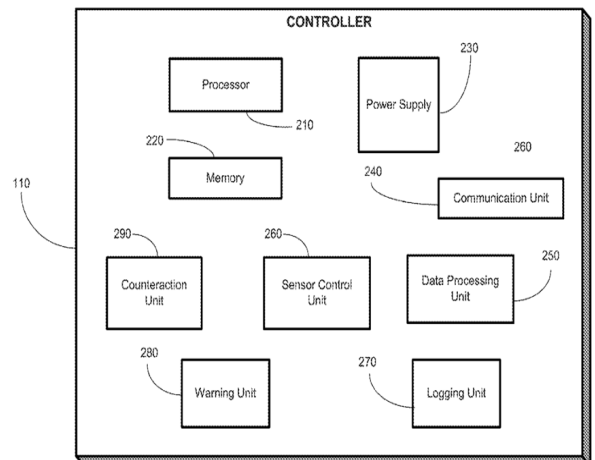 CONTROLLER
230
Processor
Power Supply
210
220
260
Memory
240
Communication Unit
110
290
260
250
Counteraction
Unit
Sensor Control
Unit
Data Processing
Unit
280
270
Warning Unit
Logging Unit